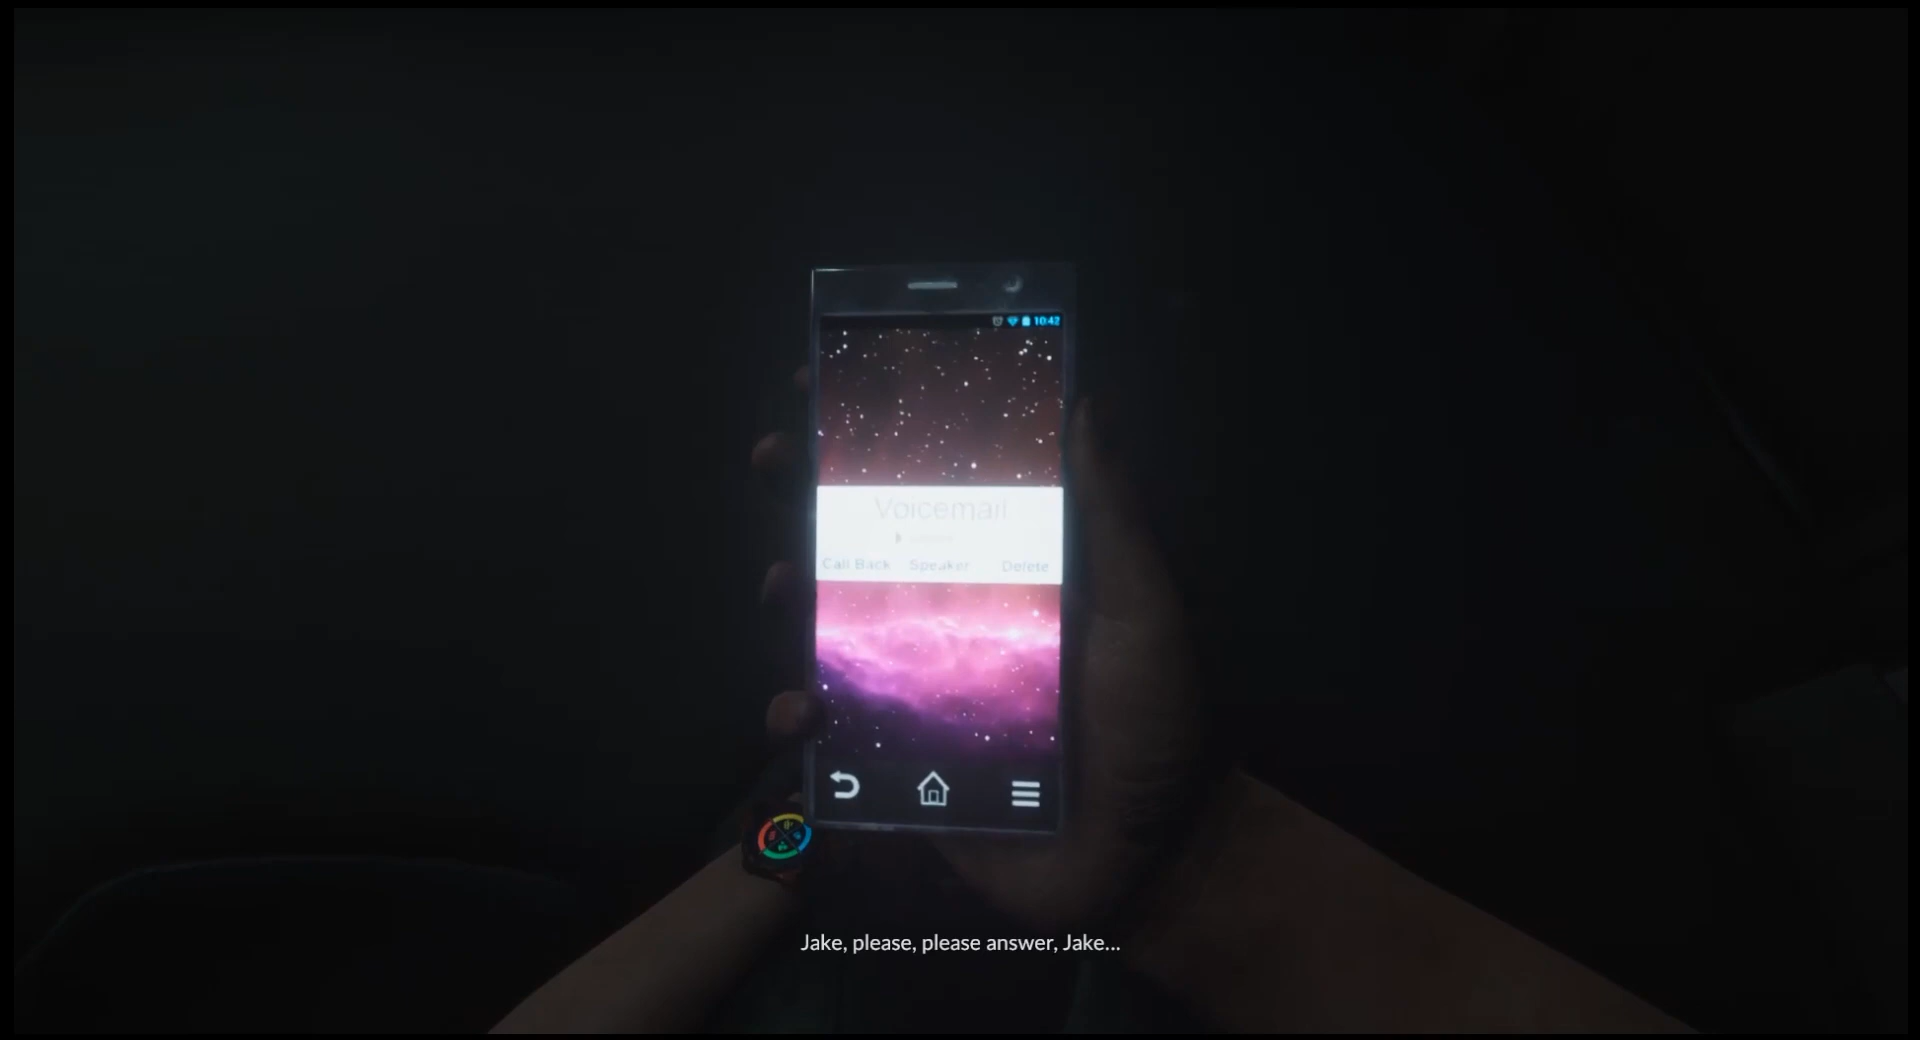 10:42
Voicemail
Call Back Speaker Delete
Jake, please, please answer, Jake...